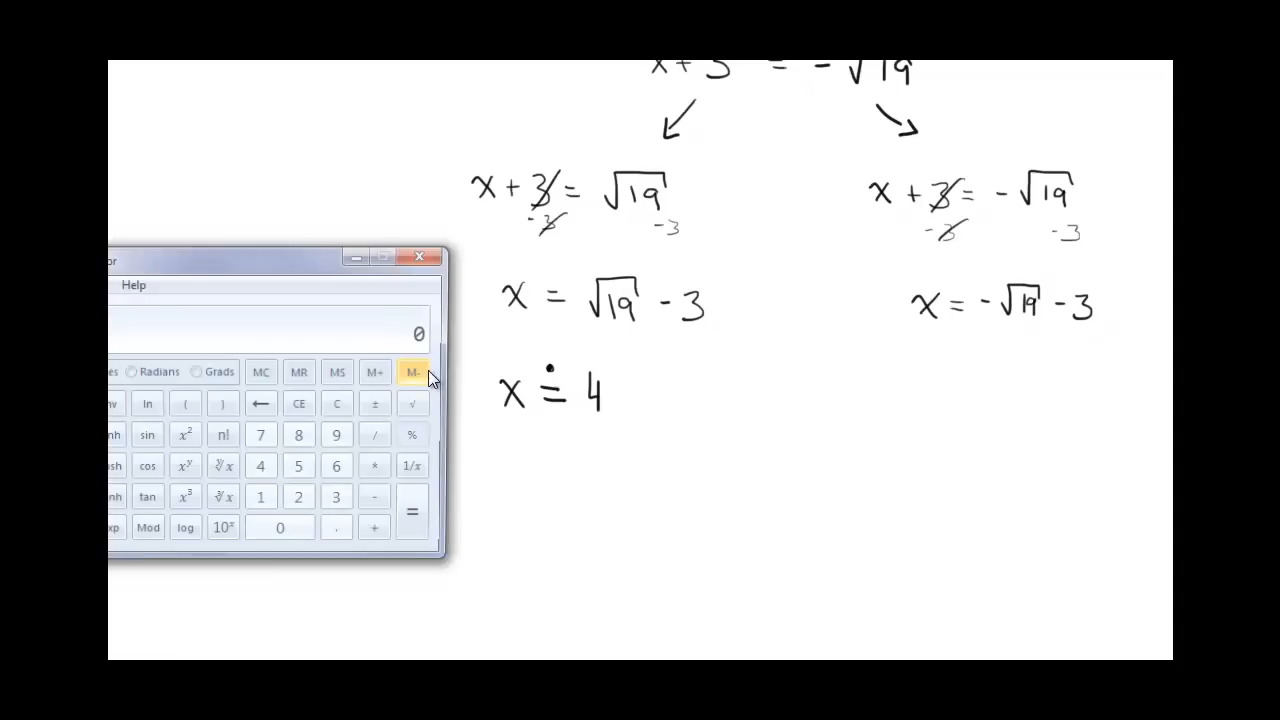 x + 3 = - √19
x + 3 = √19
-3 -3
x + 3 = - √19
-3 -3
x = √19 - 3
x = - √19 - 3
x ≐ 4
Help
0
Radians Grads MC MR MS M+ M-
ln ( ) ← CE C ± √
sin x² n! 7 8 9 / %
cos xʸ ʸ√x 4 5 6 * 1/x
tan x³ ³√x 1 2 3 - =
Mod log 10ˣ 0 . +